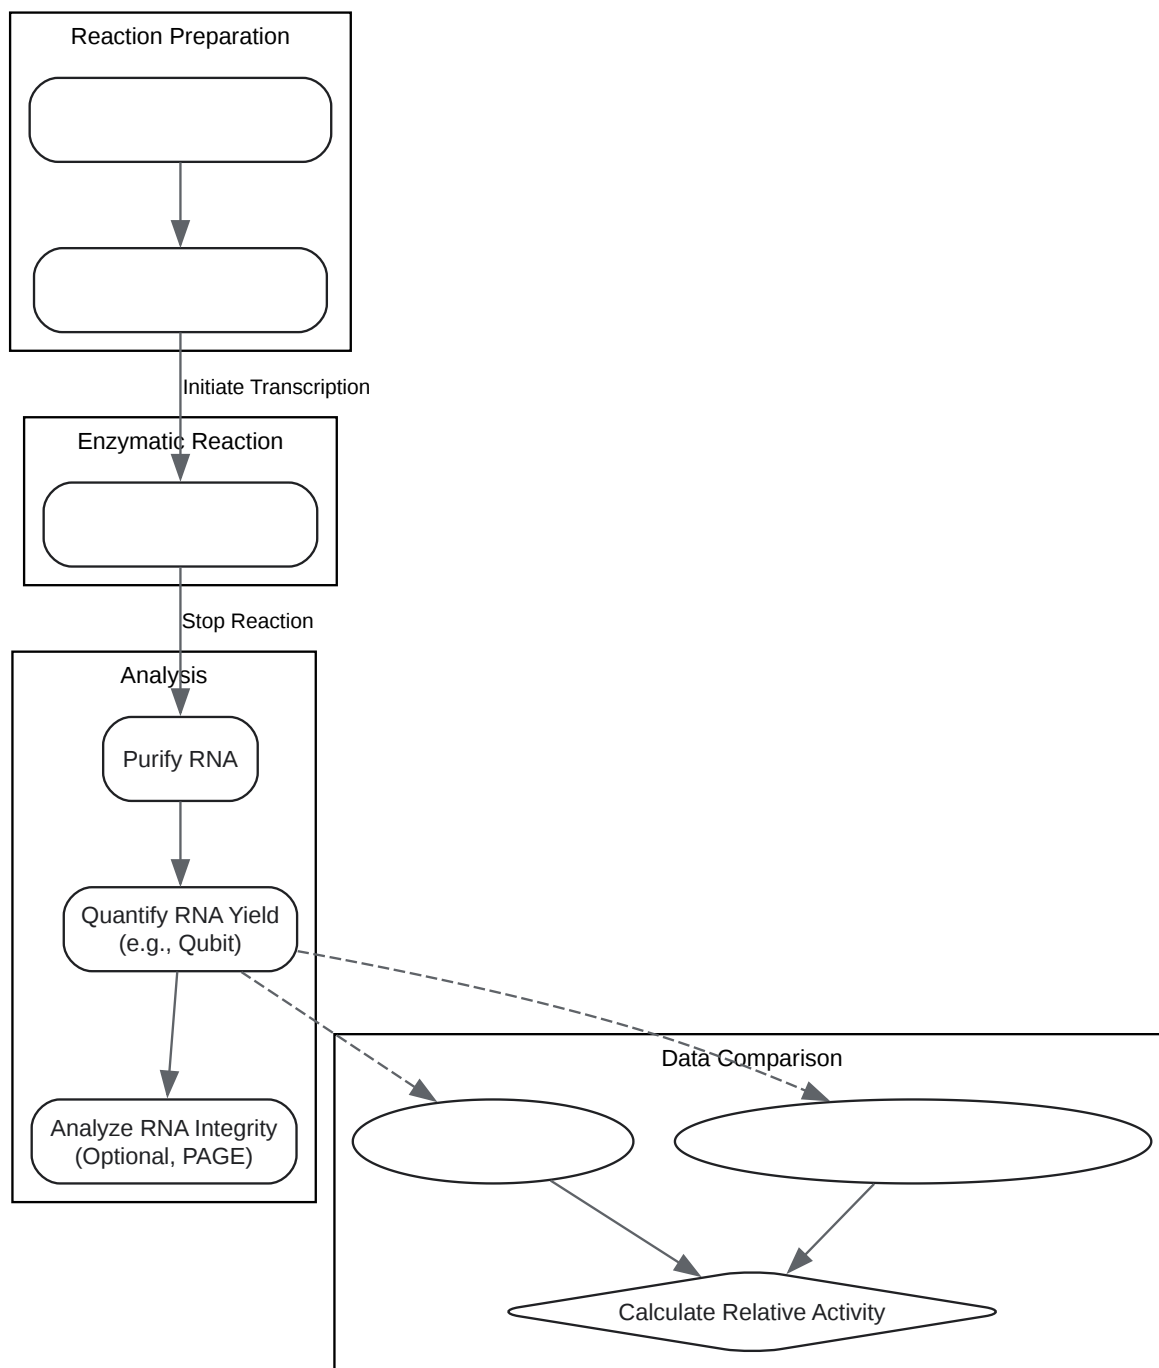 Reaction Preparation
Initiate Transcription
Enzymatic Reaction
Stop Reaction
Analysis
Purify RNA
Quantify RNA Yield
(e.g., Qubit)
Data Comparison
Analyze RNA Integrity
(Optional, PAGE)
Calculate Relative Activity